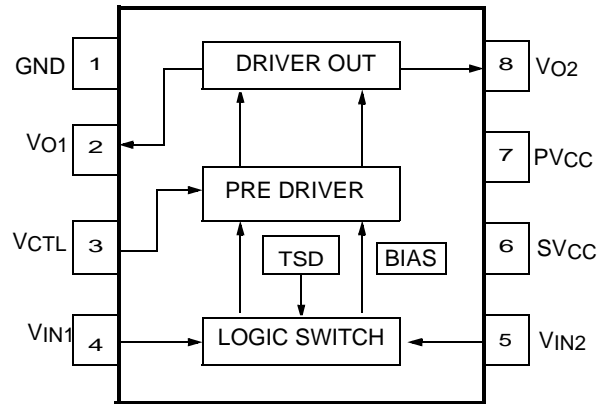 GND 1 DRIVER OUT 8 VO2
VO1 2 7 PVCC
PRE DRIVER
VCTL 3 6 SVCC
TSD BIAS
VIN1 4 LOGIC SWITCH 5 VIN2